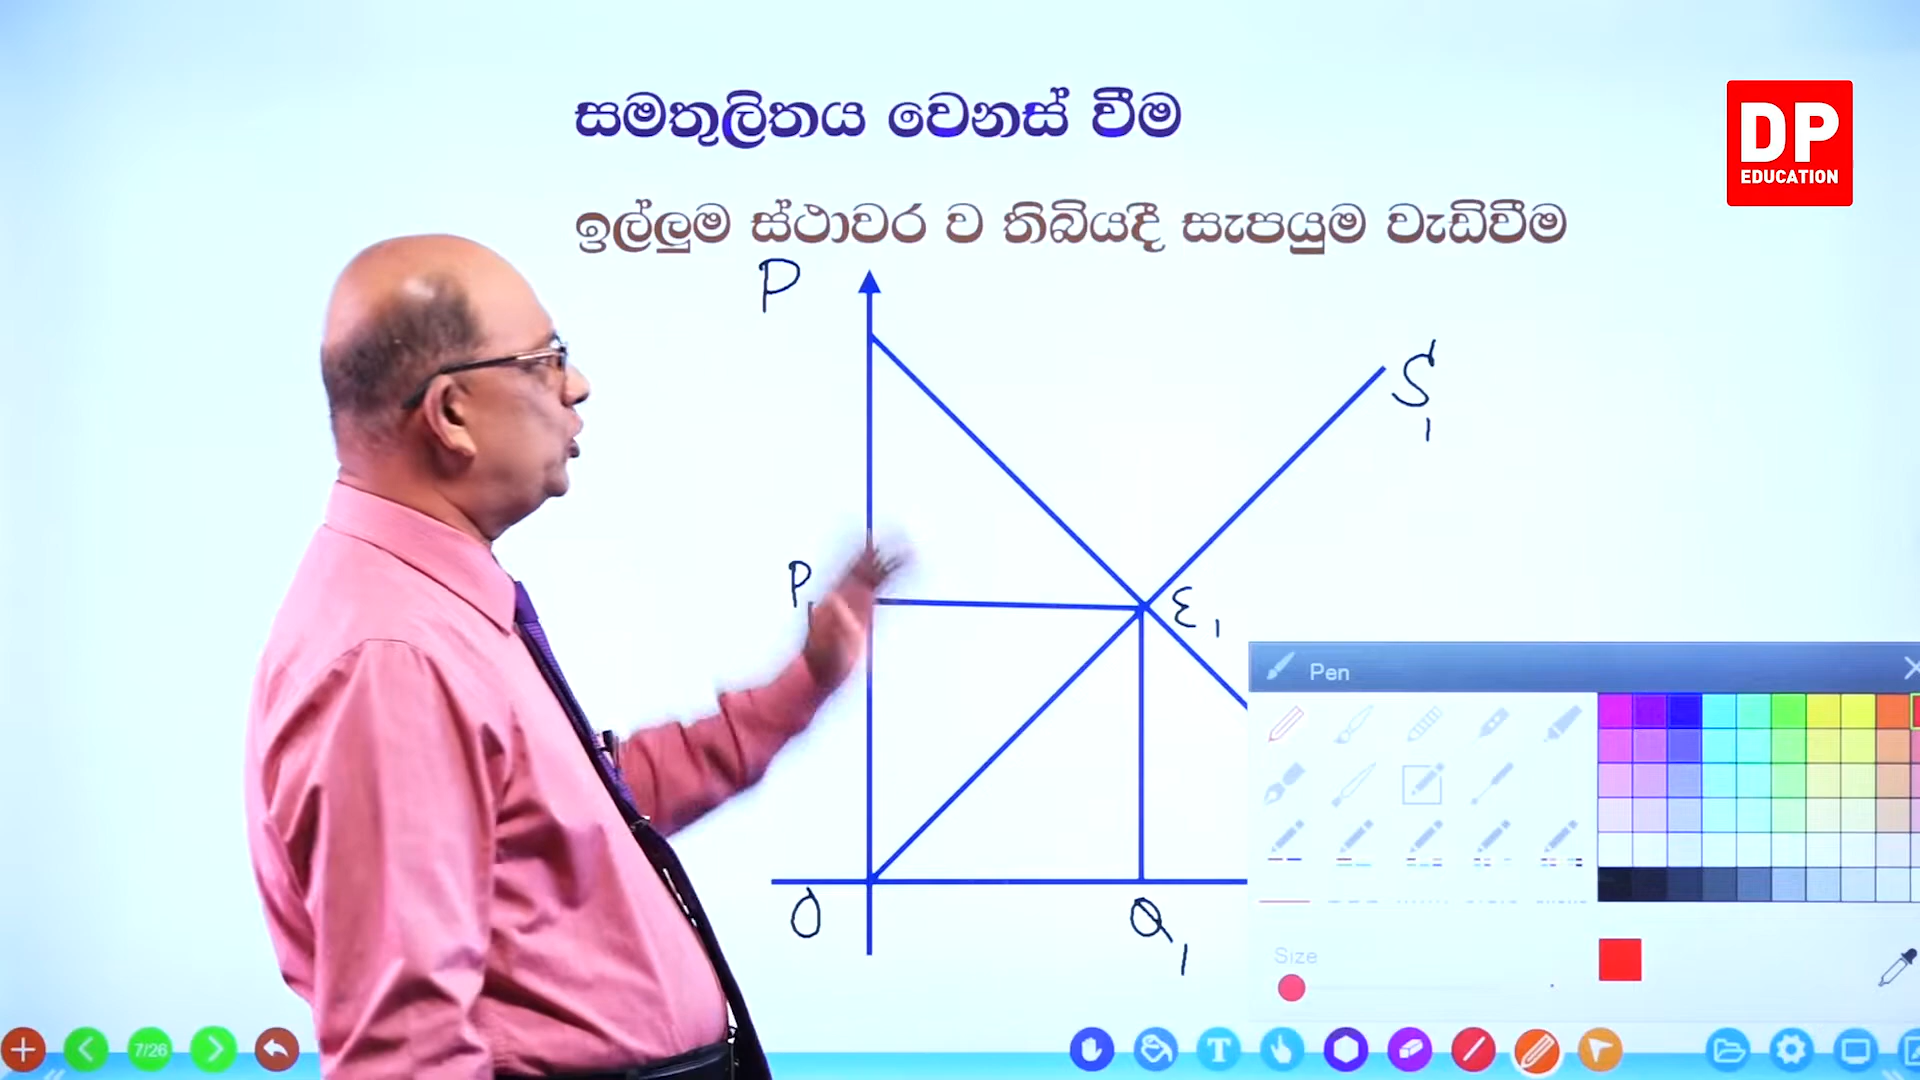 සමතුලිතය වෙනස් වීම
DP
EDUCATION
ඉල්ලුම ස්ථාවර ව තිබියදී සැපයුම වැඩිවීම
P
S1
P1
E1
Pen
O
Q1
Size
7/26
T